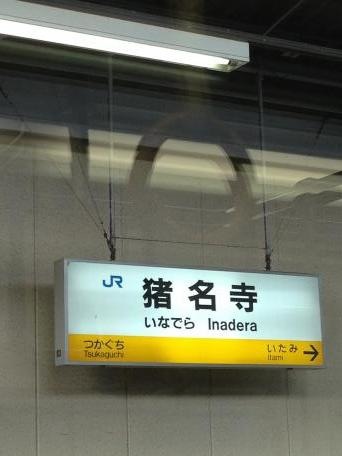 JR 猪名寺
いなでら Inadera
つかぐち いたみ →
Tsukaguchi Itami